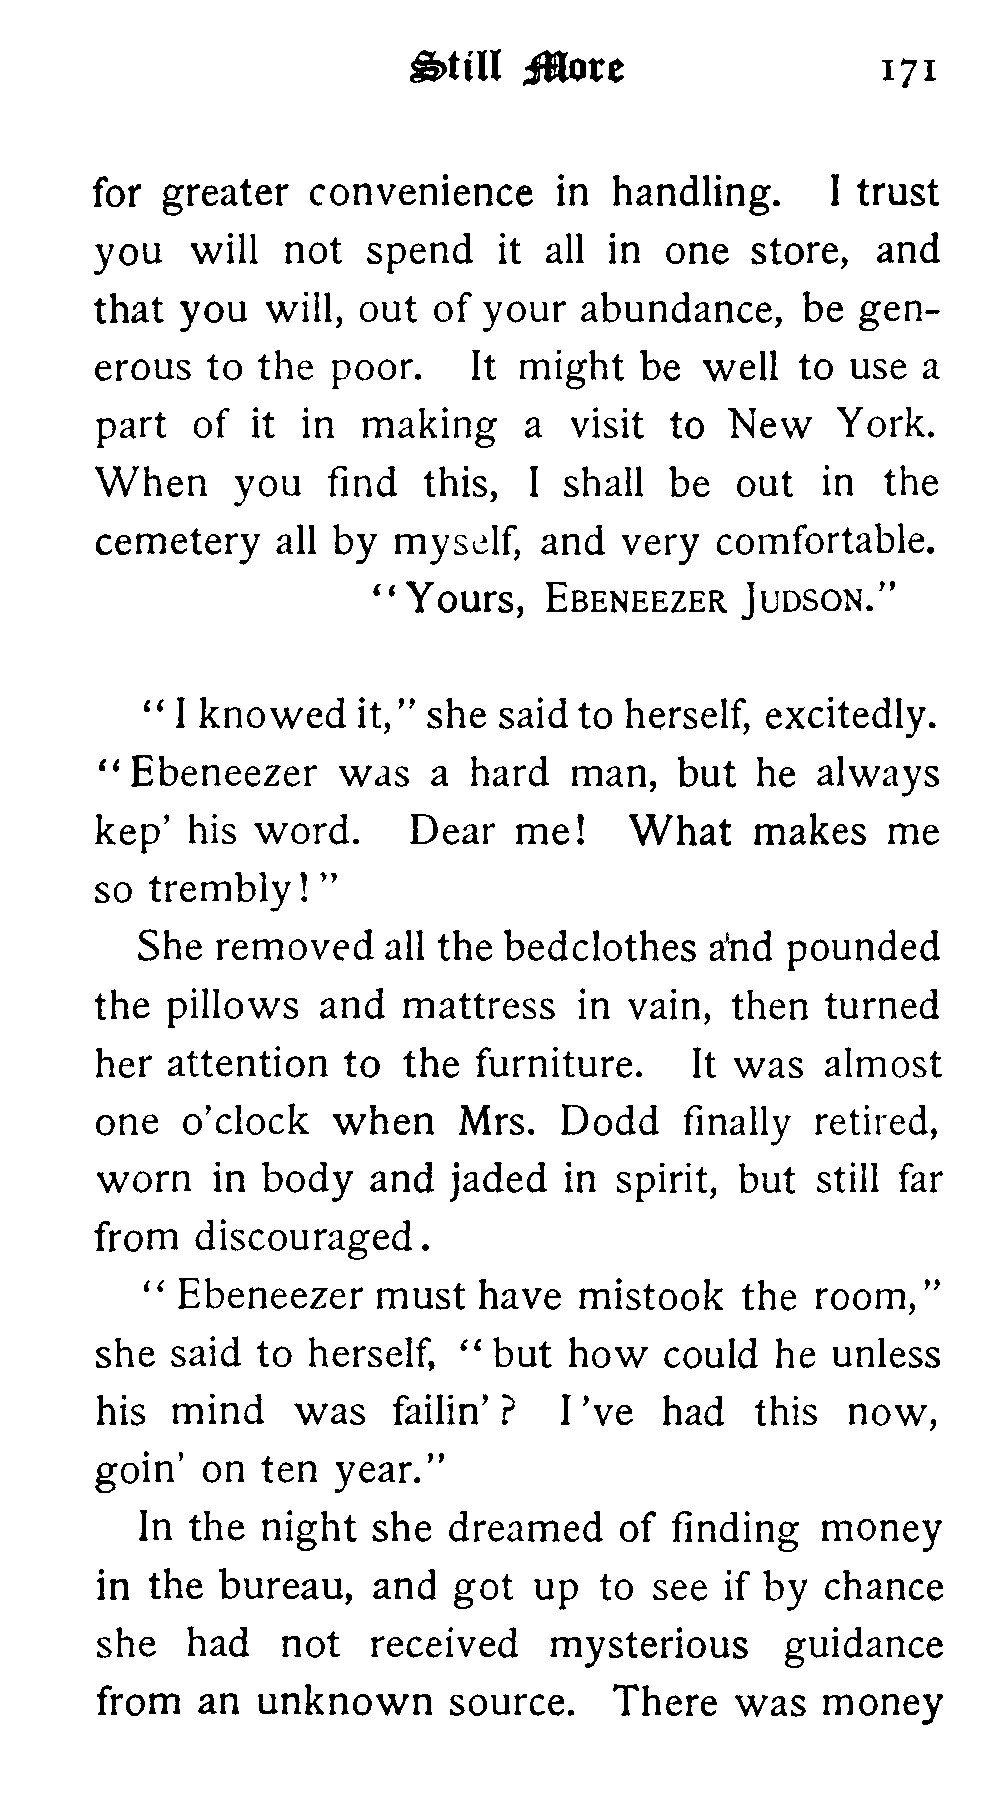 Still More 171
for greater convenience in handling. I trust
you will not spend it all in one store, and
that you will, out of your abundance, be gen-
erous to the poor. It might be well to use a
part of it in making a visit to New York.
When you find this, I shall be out in the
cemetery all by myself, and very comfortable.
“Yours, EBENEEZER JUDSON.”
“I knowed it,” she said to herself, excitedly.
“Ebeneezer was a hard man, but he always
kep’ his word. Dear me! What makes me
so trembly!”
She removed all the bedclothes and pounded
the pillows and mattress in vain, then turned
her attention to the furniture. It was almost
one o’clock when Mrs. Dodd finally retired,
worn in body and jaded in spirit, but still far
from discouraged.
“Ebeneezer must have mistook the room,”
she said to herself, “but how could he unless
his mind was failin’? I’ve had this now,
goin’ on ten year.”
In the night she dreamed of finding money
in the bureau, and got up to see if by chance
she had not received mysterious guidance
from an unknown source. There was money